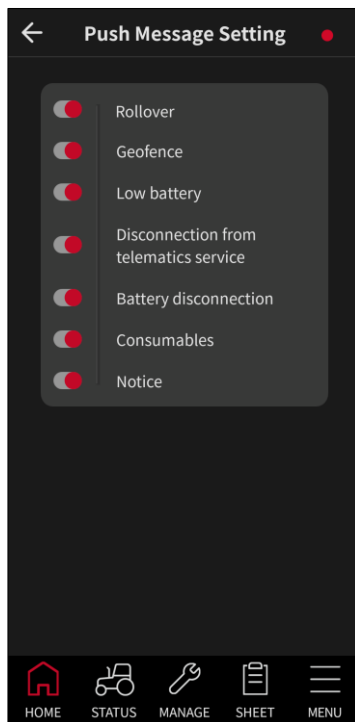 Push Message Setting
Rollover
Geofence
Low battery
Disconnection from
telematics service
Battery disconnection
Consumables
Notice
HOME STATUS MANAGE SHEET MENU